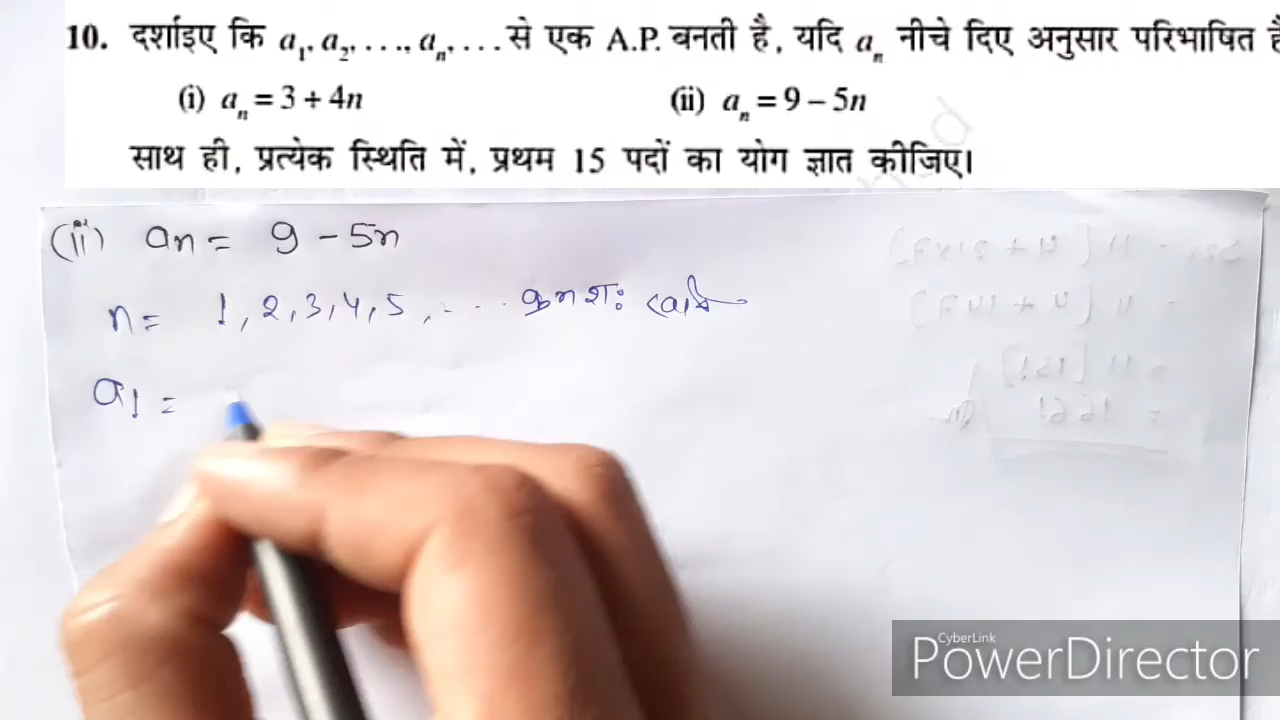 10. दर्शाइए कि a₁, a₂, . . ., aₙ, . . . से एक A.P. बनती है, यदि aₙ नीचे दिए अनुसार परिभाषित है
(i) aₙ = 3 + 4n (ii) aₙ = 9 – 5n
साथ ही, प्रत्येक स्थिति में, प्रथम 15 पदों का योग ज्ञात कीजिए।
(ii) an = 9 - 5n
n = 1, 2, 3, 4, 5, ... क्रमशः
a1 =
CyberLink
PowerDirector